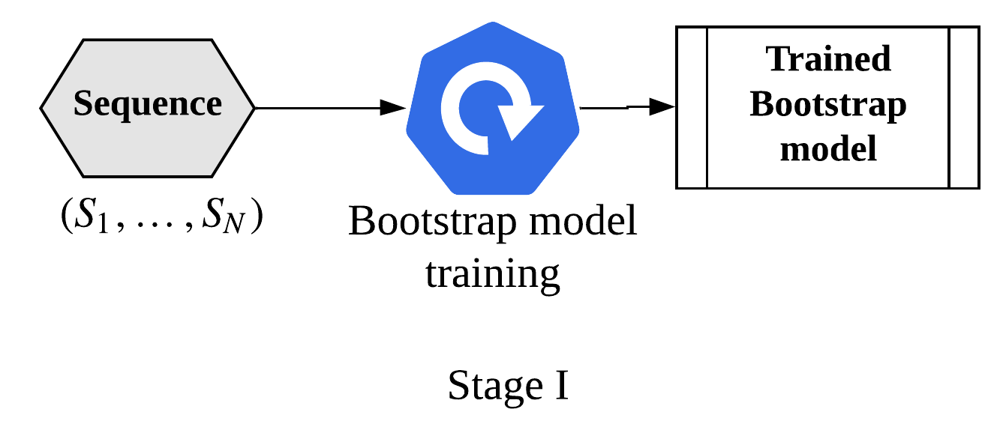 Sequence
(S₁, ..., S_N)
Bootstrap model
training
Trained
Bootstrap
model
Stage I